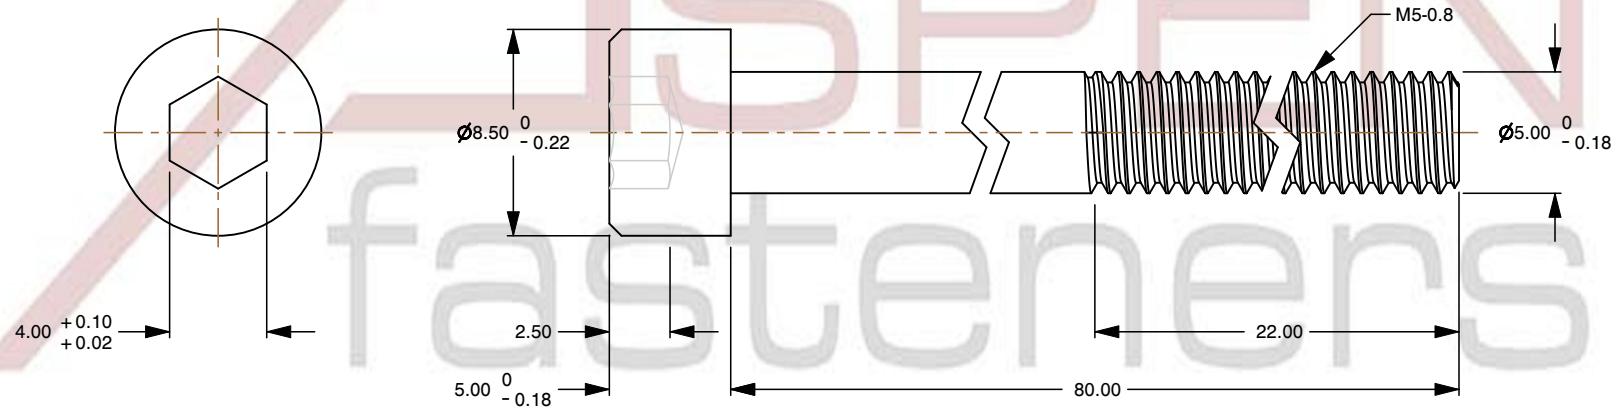 ASPEN
fasteners
M5-0.8
Ø8.50 0
- 0.22
Ø5.00 0
- 0.18
4.00 + 0.10
+ 0.02
2.50
22.00
5.00 0
- 0.18
80.00